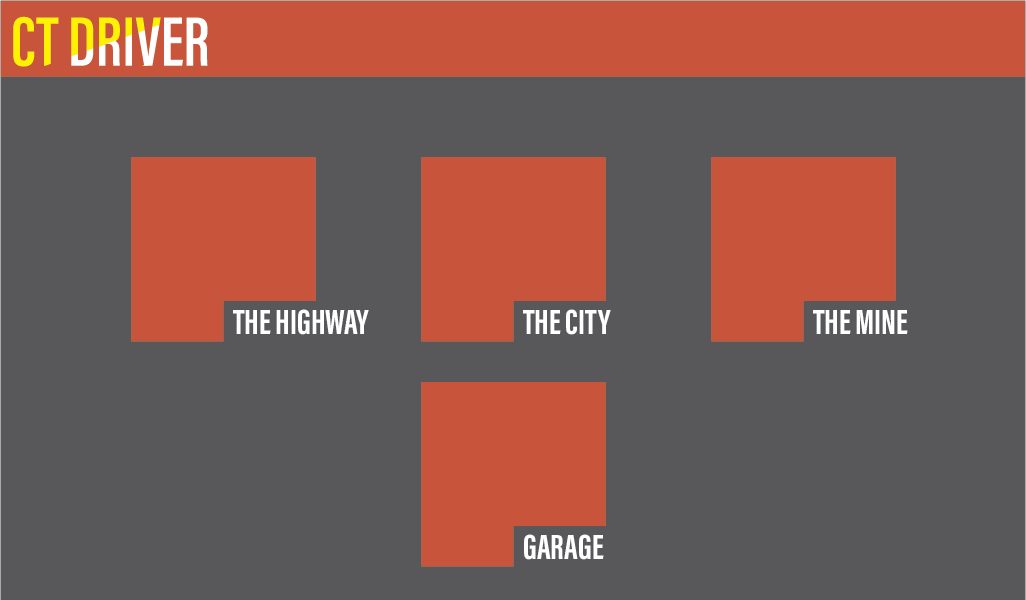 CT DRIVER
THE HIGHWAY
THE CITY
THE MINE
GARAGE